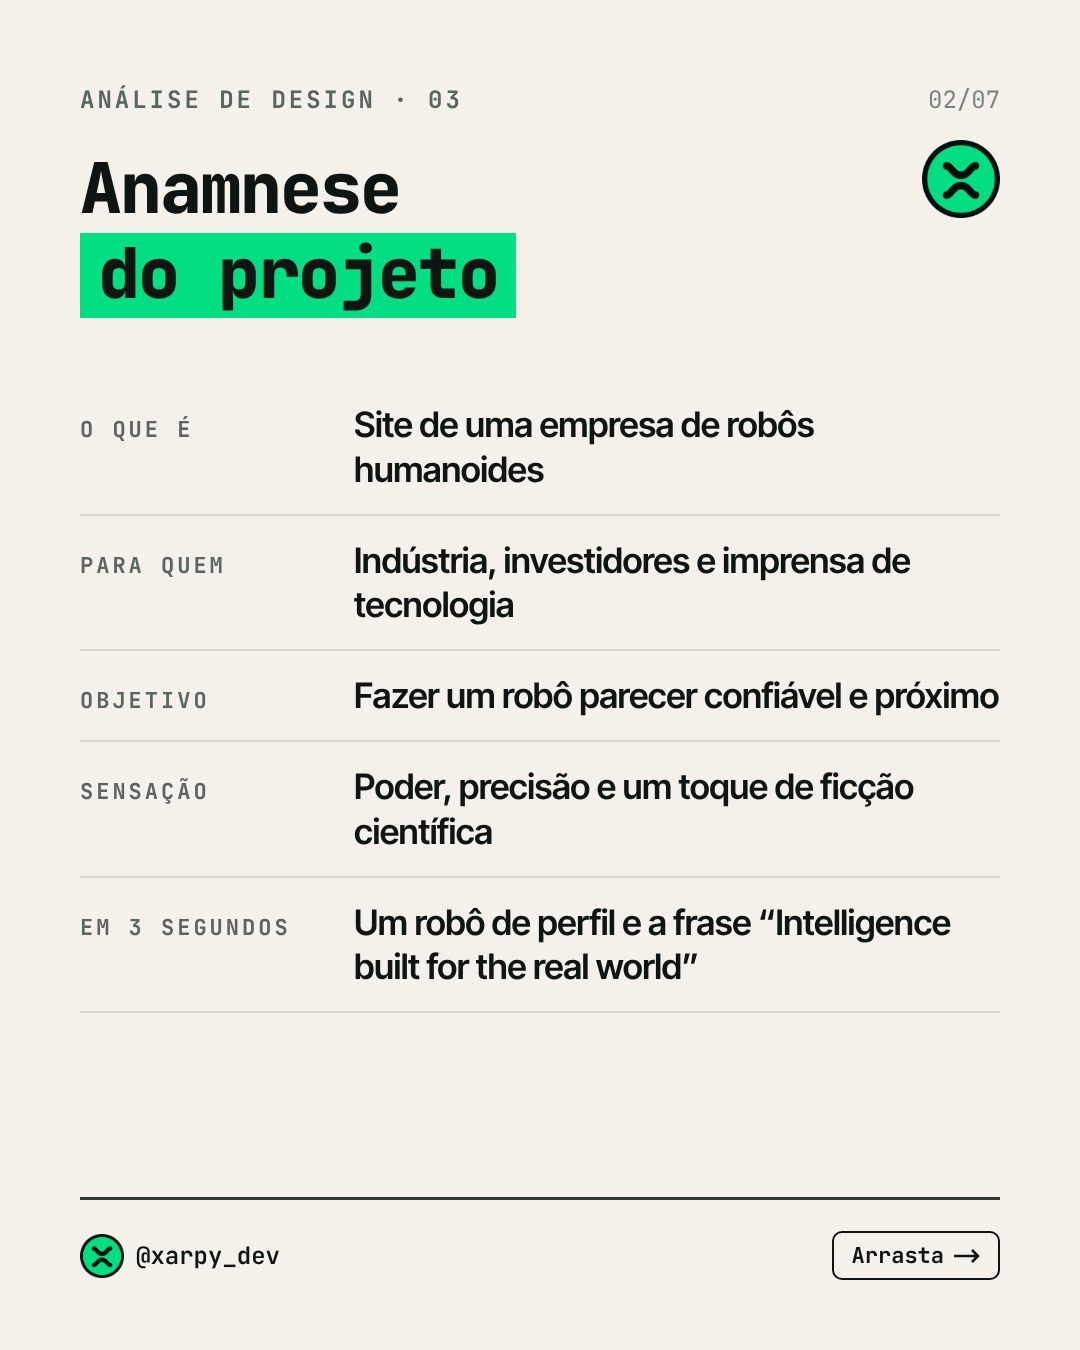 ANÁLISE DE DESIGN · 03
02/07
Anamnese
do projeto
O QUE É
Site de uma empresa de robôs
humanoides
PARA QUEM
Indústria, investidores e imprensa de
tecnologia
OBJETIVO
Fazer um robô parecer confiável e próximo
SENSAÇÃO
Poder, precisão e um toque de ficção
científica
EM 3 SEGUNDOS
Um robô de perfil e a frase “Intelligence
built for the real world”
@xarpy_dev
Arrasta →